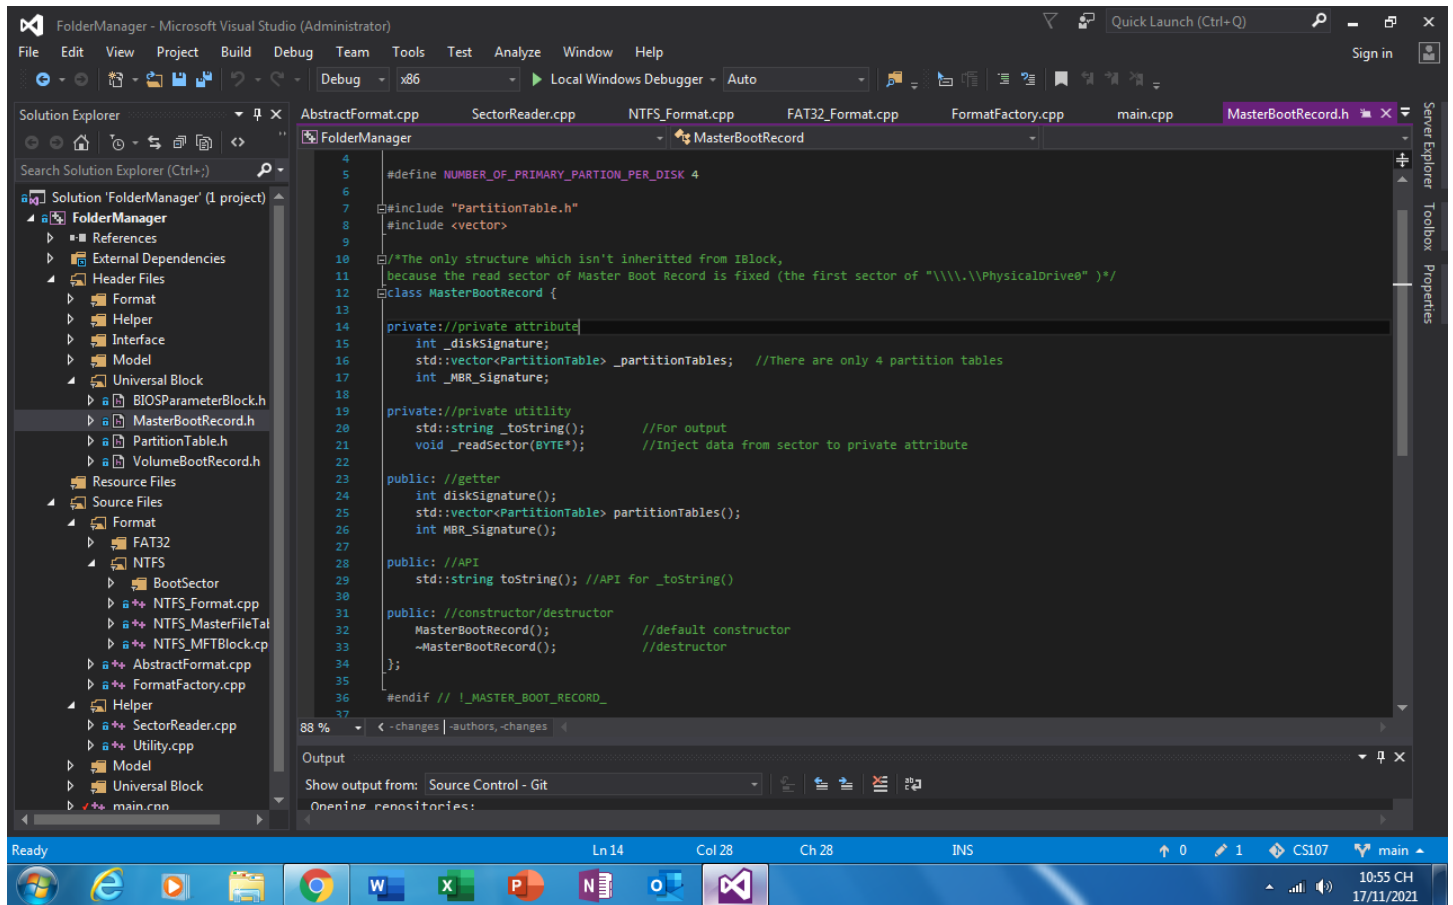 FolderManager - Microsoft Visual Studio (Administrator)
Quick Launch (Ctrl+Q)
File Edit View Project Build Debug Team Tools Test Analyze Window Help
Sign in
Debug x86 Local Windows Debugger Auto
Solution Explorer
Search Solution Explorer (Ctrl+;)
Solution 'FolderManager' (1 project)
FolderManager
References
External Dependencies
Header Files
Format
Helper
Interface
Model
Universal Block
BIOSParameterBlock.h
MasterBootRecord.h
PartitionTable.h
VolumeBootRecord.h
Resource Files
Source Files
Format
FAT32
NTFS
BootSector
NTFS_Format.cpp
NTFS_MasterFileTal
NTFS_MFTBlock.cp
AbstractFormat.cpp
FormatFactory.cpp
Helper
SectorReader.cpp
Utility.cpp
Model
Universal Block
main.cpp
AbstractFormat.cpp SectorReader.cpp NTFS_Format.cpp FAT32_Format.cpp FormatFactory.cpp main.cpp MasterBootRecord.h
FolderManager MasterBootRecord
4
5 #define NUMBER_OF_PRIMARY_PARTION_PER_DISK 4
6
7 #include "PartitionTable.h"
8 #include <vector>
9
10 /*The only structure which isn't inheritted from IBlock,
11 because the read sector of Master Boot Record is fixed (the first sector of "\\\\.\\PhysicalDrive0" )*/
12 class MasterBootRecord {
13
14 private://private attribute
15 int _diskSignature;
16 std::vector<PartitionTable> _partitionTables; //There are only 4 partition tables
17 int _MBR_Signature;
18
19 private://private utitlity
20 std::string _toString(); //For output
21 void _readSector(BYTE*); //Inject data from sector to private attribute
22
23 public: //getter
24 int diskSignature();
25 std::vector<PartitionTable> partitionTables();
26 int MBR_Signature();
27
28 public: //API
29 std::string toString(); //API for _toString()
30
31 public: //constructor/destructor
32 MasterBootRecord(); //default constructor
33 ~MasterBootRecord(); //destructor
34 };
35
36 #endif // !_MASTER_BOOT_RECORD_
37
88 % - changes | -authors, -changes
Output
Show output from: Source Control - Git
Opening repositories:
Server Explorer
Toolbox
Properties
Ready Ln 14 Col 28 Ch 28 INS 0 1 CS107 main
10:55 CH
17/11/2021